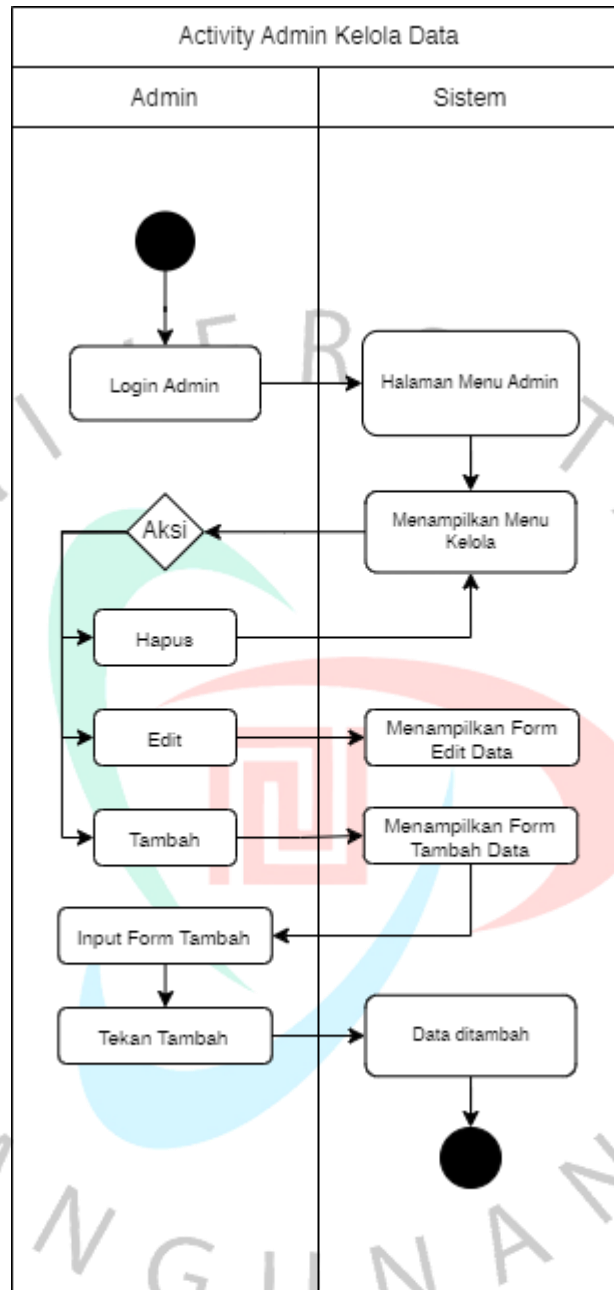 Activity Admin Kelola Data
Admin
Sistem
Login Admin
Halaman Menu Admin
Aksi
Menampilkan Menu
Kelola
Hapus
Edit
Menampilkan Form
Edit Data
Tambah
Menampilkan Form
Tambah Data
Input Form Tambah
Tekan Tambah
Data ditambah